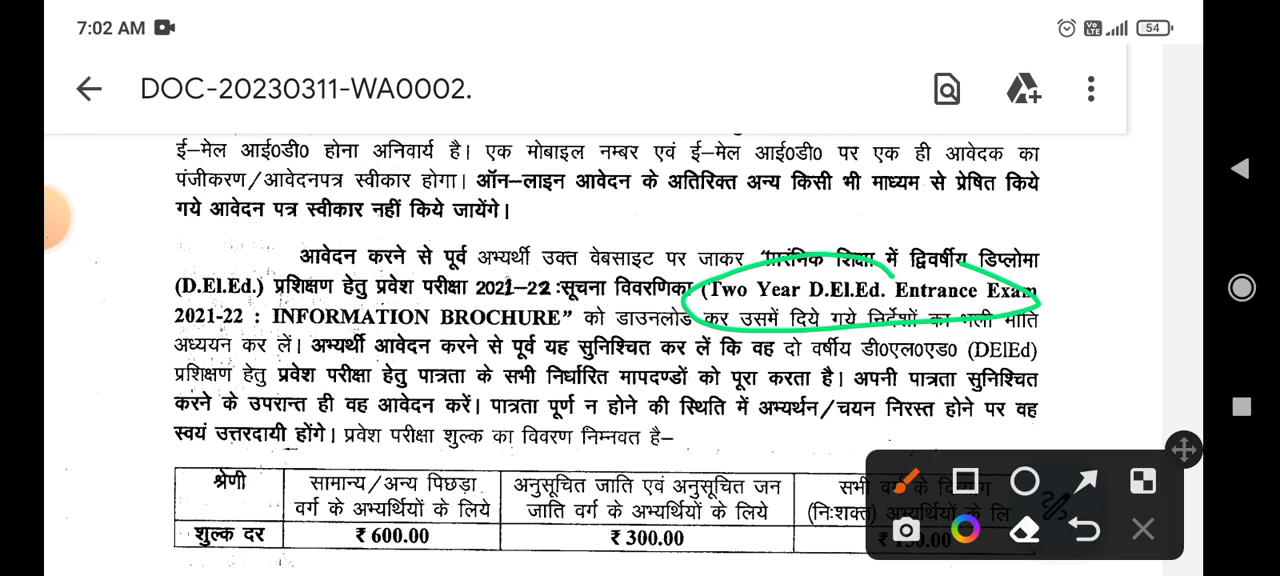 7:02 AM
Vo LTE 54
DOC-20230311-WA0002.
ई–मेल आई0डी0 होना अनिवार्य है। एक मोबाइल नम्बर एवं ई–मेल आई0डी0 पर एक ही आवेदक का
पंजीकरण/आवेदनपत्र स्वीकार होगा। ऑन–लाइन आवेदन के अतिरिक्त अन्य किसी भी माध्यम से प्रेषित किये
गये आवेदन पत्र स्वीकार नहीं किये जायेंगे।
आवेदन करने से पूर्व अभ्यर्थी उक्त वेबसाइट पर जाकर शिक्षा में द्विवर्षीय डिप्लोमा
(D.El.Ed.) प्रशिक्षण हेतु प्रवेश परीक्षा 2021–22 :सूचना विवरणिका (Two Year D.El.Ed. Entrance Exam
2021-22 : INFORMATION BROCHURE” को डाउनलोड कर उसमें दिये गये निर्देशों का भली भाँति
अध्ययन कर लें। अभ्यर्थी आवेदन करने से पूर्व यह सुनिश्चित कर लें कि वह दो वर्षीय डी0एल0एड0 (DElEd)
प्रशिक्षण हेतु प्रवेश परीक्षा हेतु पात्रता के सभी निर्धारित मापदण्डों को पूरा करता है। अपनी पात्रता सुनिश्चित
करने के उपरान्त ही वह आवेदन करें। पात्रता पूर्ण न होने की स्थिति में अभ्यर्थन/चयन निरस्त होने पर वह
स्वयं उत्तरदायी होंगे। प्रवेश परीक्षा शुल्क का विवरण निम्नवत है–
श्रेणी सामान्य/अन्य पिछड़ा अनुसूचित जाति एवं अनुसूचित जन सभी वर्ग के
वर्ग के अभ्यर्थियों के लिये जाति वर्ग के अभ्यर्थियों के लिये (निःशक्त) अभ्यर्थियों के
शुल्क दर ₹ 600.00 ₹ 300.00 ₹ 150.00